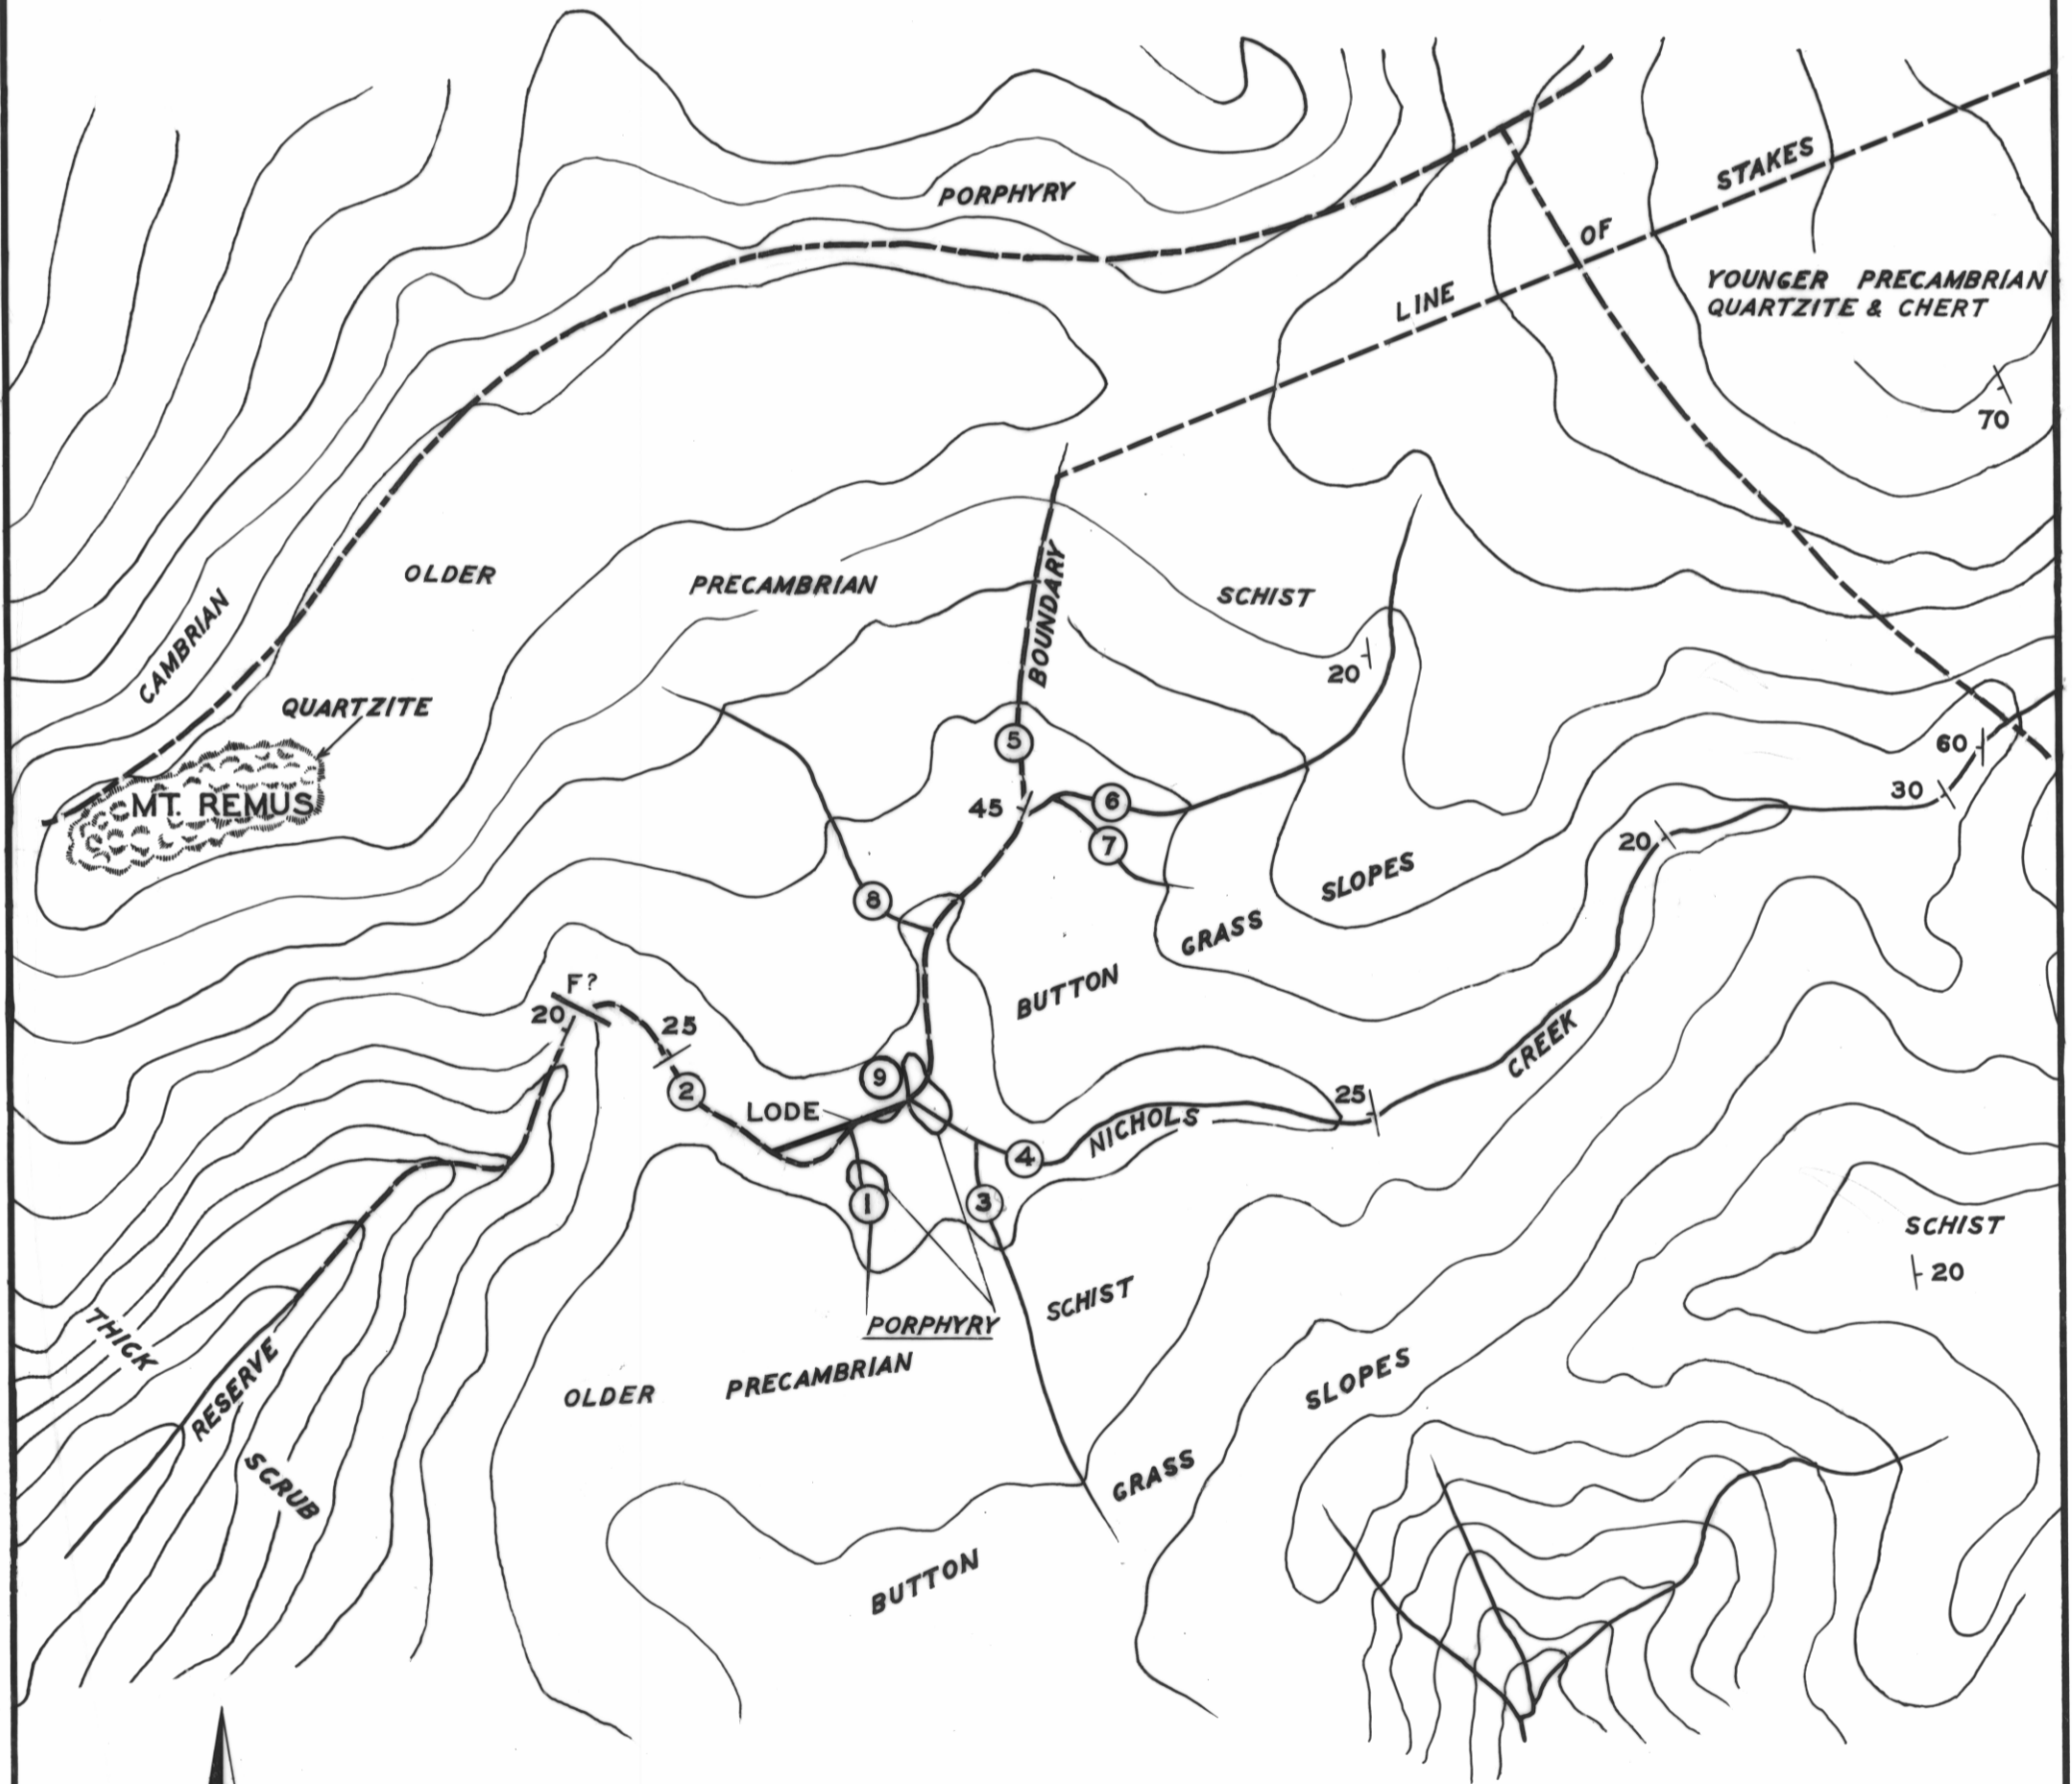 PORPHYRY
STAKES
OF
LINE
YOUNGER PRECAMBRIAN
QUARTZITE & CHERT
70
OLDER PRECAMBRIAN SCHIST
BOUNDARY
CAMBRIAN
20
QUARTZITE
MT. REMUS
5
60
45
6
30
7
20
SLOPES
8
GRASS
BUTTON
F?
20
25
CREEK
9
2
LODE
25
NICHOLS
4
1
3
SCHIST
20
SCHIST
PORPHYRY
THICK
RESERVE
SCRUB
OLDER PRECAMBRIAN
SLOPES
GRASS
BUTTON